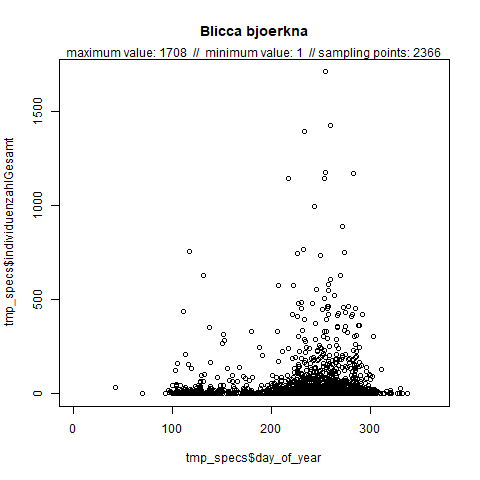 Blicca bjoerkna
maximum value: 1708 // minimum value: 1 // sampling points: 2366
tmp_specs$individuenzahlGesamt
1500
1000
500
0
0 100 200 300
tmp_specs$day_of_year